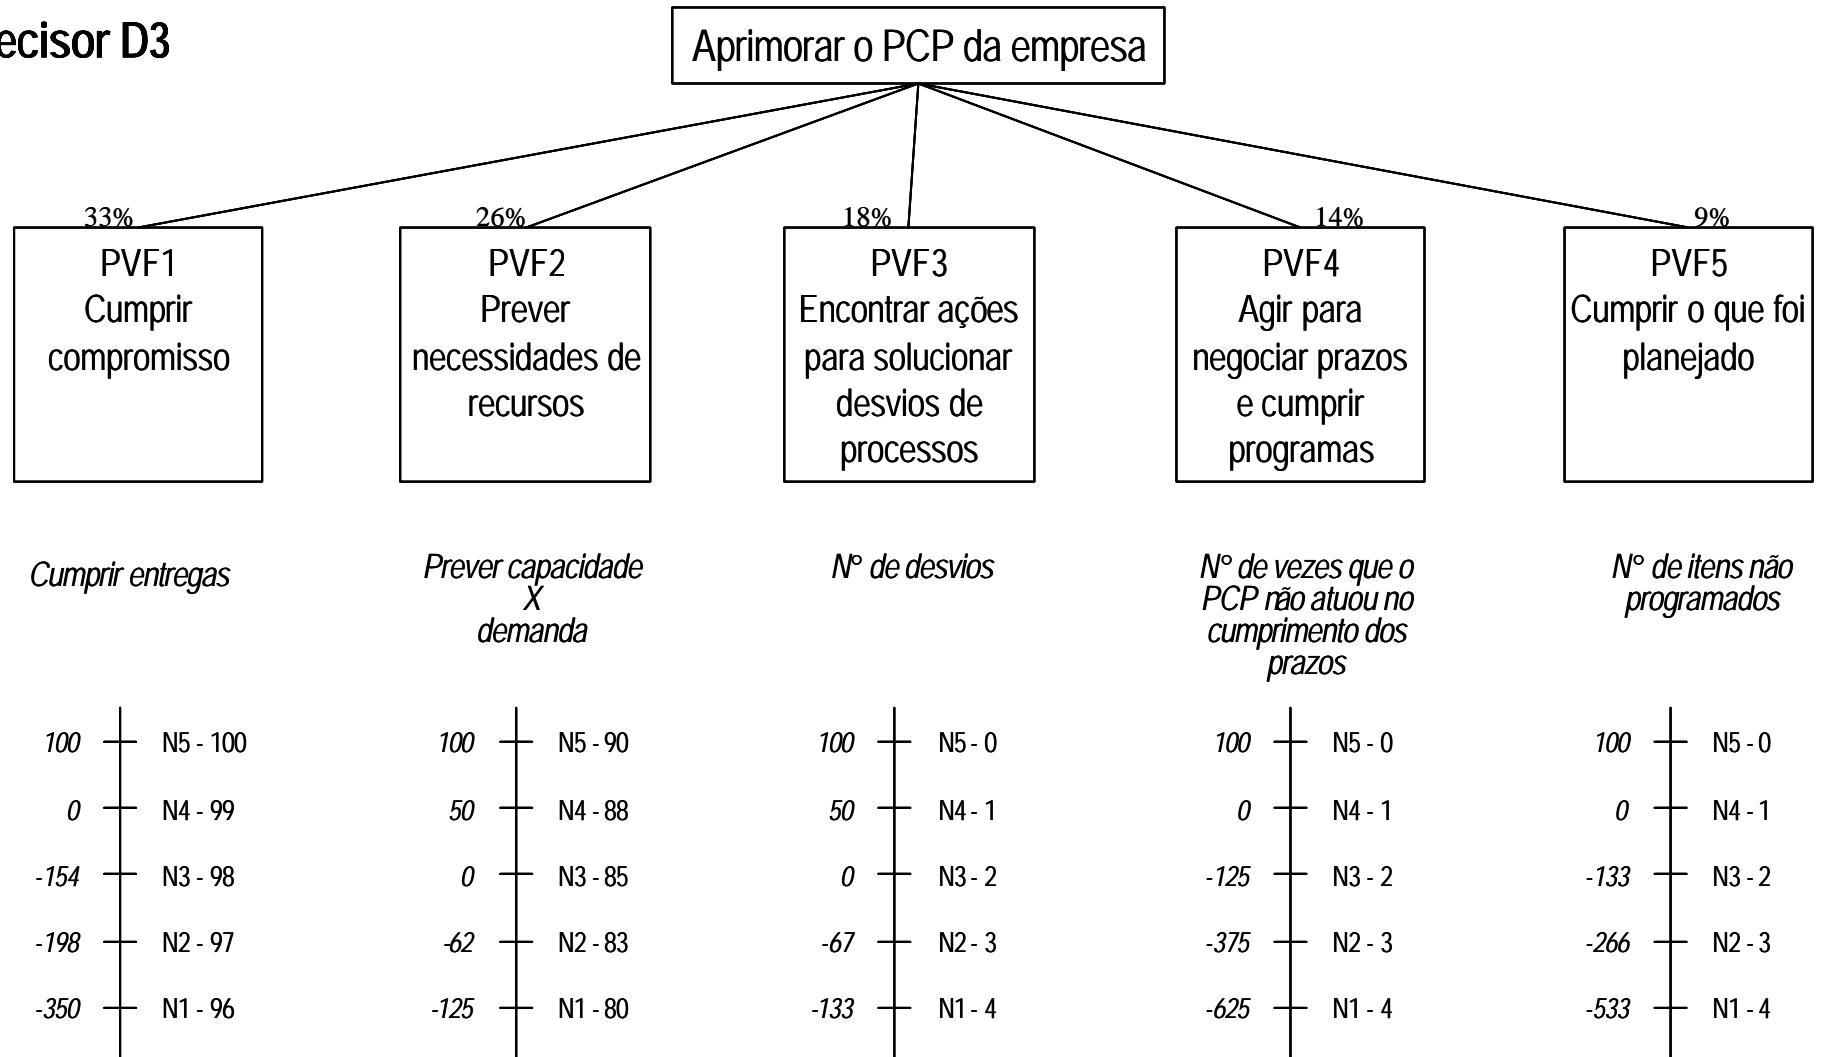 ecisor D3
Aprimorar o PCP da empresa
33%
PVF1
Cumprir
compromisso
26%
PVF2
Prever
necessidades de
recursos
18%
PVF3
Encontrar ações
para solucionar
desvios de
processos
14%
PVF4
Agir para
negociar prazos
e cumprir
programas
9%
PVF5
Cumprir o que foi
planejado
Cumprir entregas
Prever capacidade
X
demanda
N° de desvios
N° de vezes que o
PCP não atuou no
cumprimento dos
prazos
N° de itens não
programados
100 N5 - 100
0 N4 - 99
-154 N3 - 98
-198 N2 - 97
-350 N1 - 96
100 N5 - 90
50 N4 - 88
0 N3 - 85
-62 N2 - 83
-125 N1 - 80
100 N5 - 0
50 N4 - 1
0 N3 - 2
-67 N2 - 3
-133 N1 - 4
100 N5 - 0
0 N4 - 1
-125 N3 - 2
-375 N2 - 3
-625 N1 - 4
100 N5 - 0
0 N4 - 1
-133 N3 - 2
-266 N2 - 3
-533 N1 - 4